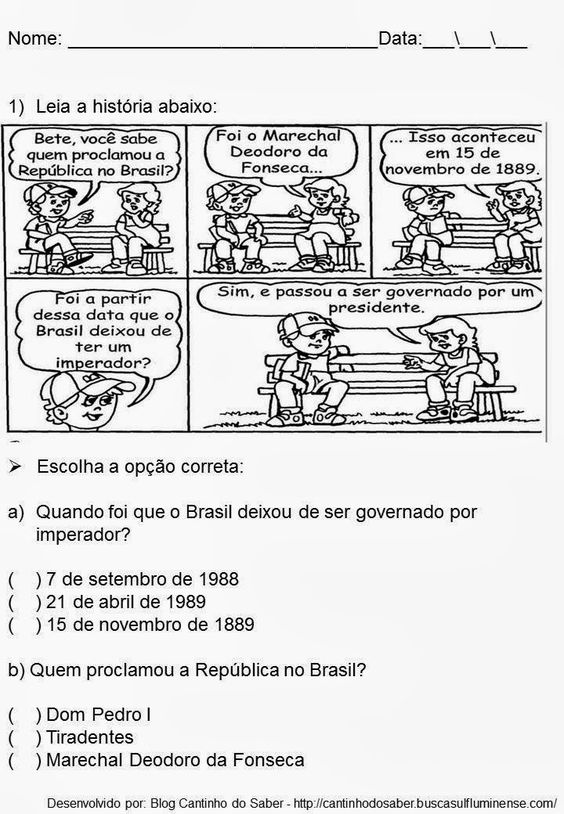 Nome: ______________________________Data:___\___\___
1) Leia a história abaixo:
Bete, você sabe
quem proclamou a
República no Brasil?
Foi o Marechal
Deodoro da
Fonseca...
... Isso aconteceu
em 15 de
novembro de 1889.
Foi a partir
dessa data que o
Brasil deixou de
ter um
imperador?
Sim, e passou a ser governado por um
presidente.
➢ Escolha a opção correta:
a) Quando foi que o Brasil deixou de ser governado por
imperador?
( ) 7 de setembro de 1988
( ) 21 de abril de 1989
( ) 15 de novembro de 1889
b) Quem proclamou a República no Brasil?
( ) Dom Pedro I
( ) Tiradentes
( ) Marechal Deodoro da Fonseca
Desenvolvido por: Blog Cantinho do Saber - http://cantinhodosaber.buscasulfluminense.com/